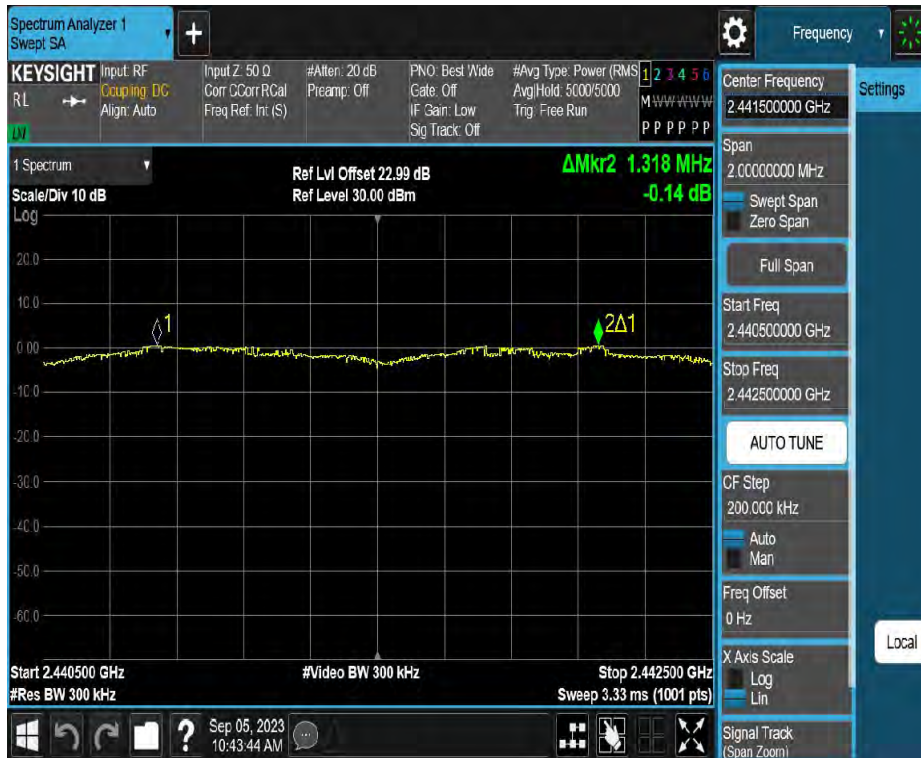 Spectrum Analyzer 1
Swept SA
+
Frequency
KEYSIGHT
RL
LXI
Input: RF
Coupling: DC
Align: Auto
Input Z: 50 Ω
Corr CCorr RCal
Freq Ref: Int (S)
#Atten: 20 dB
Preamp: Off
PNO: Best Wide
Gate: Off
IF Gain: Low
Sig Track: Off
#Avg Type: Power (RMS
Avg|Hold: 5000/5000
Trig: Free Run
1 2 3 4 5 6
M W W W W W
P P P P P P
1 Spectrum
Scale/Div 10 dB
Log
Ref Lvl Offset 22.99 dB
Ref Level 30.00 dBm
ΔMkr2 1.318 MHz
-0.14 dB
20.0
10.0
0.00
-10.0
-20.0
-30.0
-40.0
-50.0
-60.0
1
2Δ1
Start 2.440500 GHz
#Video BW 300 kHz
Stop 2.442500 GHz
#Res BW 300 kHz
Sweep 3.33 ms (1001 pts)
?
Sep 05, 2023
10:43:44 AM
Center Frequency
2.441500000 GHz
Span
2.00000000 MHz
Swept Span
Zero Span
Full Span
Start Freq
2.440500000 GHz
Stop Freq
2.442500000 GHz
AUTO TUNE
CF Step
200.000 kHz
Auto
Man
Freq Offset
0 Hz
X Axis Scale
Log
Lin
Signal Track
(Span Zoom)
Settings
Local